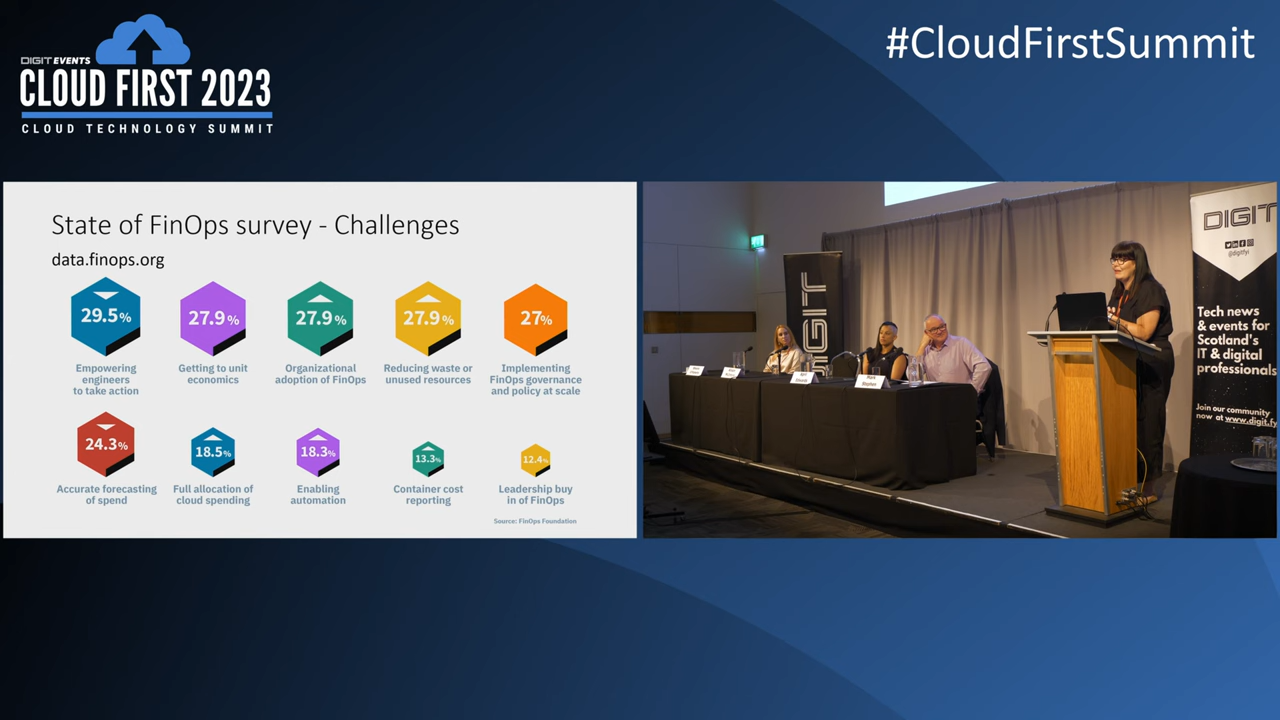 #CloudFirstSummit
DIGIT EVENTS
CLOUD FIRST 2023
CLOUD TECHNOLOGY SUMMIT
State of FinOps survey - Challenges
data.finops.org
29.5%
27.9%
27.9%
27.9%
27%
Empowering
engineers
to take action
Getting to unit
economics
Organizational
adoption of FinOps
Reducing waste or
unused resources
Implementing
FinOps governance
and policy at scale
24.3%
18.5%
18.3%
13.3%
12.4%
Accurate forecasting
of spend
Full allocation of
cloud spending
Enabling
automation
Container cost
reporting
Leadership buy
in of FinOps
Source: FinOps Foundation
DIGIT
DIGIT
@digitfyi
Tech news
& events for
Scotland's
IT & digital
professionals
Join our community
now at www.digit.fy